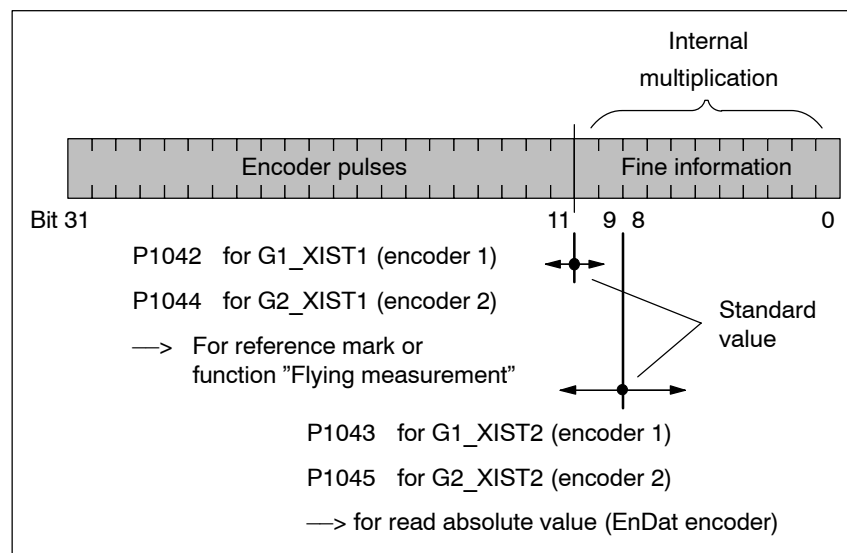 Internal
multiplication
Encoder pulses Fine information
Bit 31 11 9 8 0
P1042 for G1_XIST1 (encoder 1)
P1044 for G2_XIST1 (encoder 2)
—> For reference mark or
function ”Flying measurement”
Standard
value
P1043 for G1_XIST2 (encoder 1)
P1045 for G2_XIST2 (encoder 2)
—> for read absolute value (EnDat encoder)